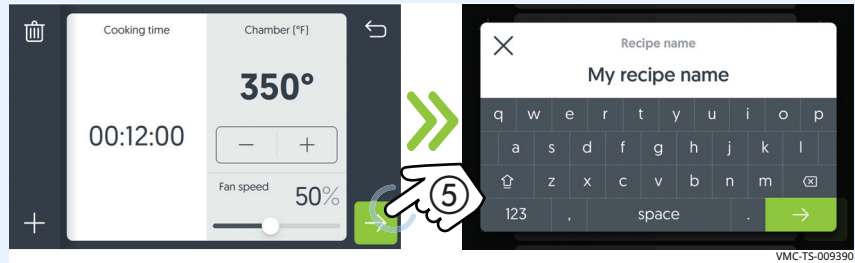 Cooking time
Chamber (°F)
350°
00:12:00
− +
Fan speed
50%
+
5
Recipe name
My recipe name
q w e r t y u i o p
a s d f g h j k l
z x c v b n m
123 , space .
VMC-TS-009390